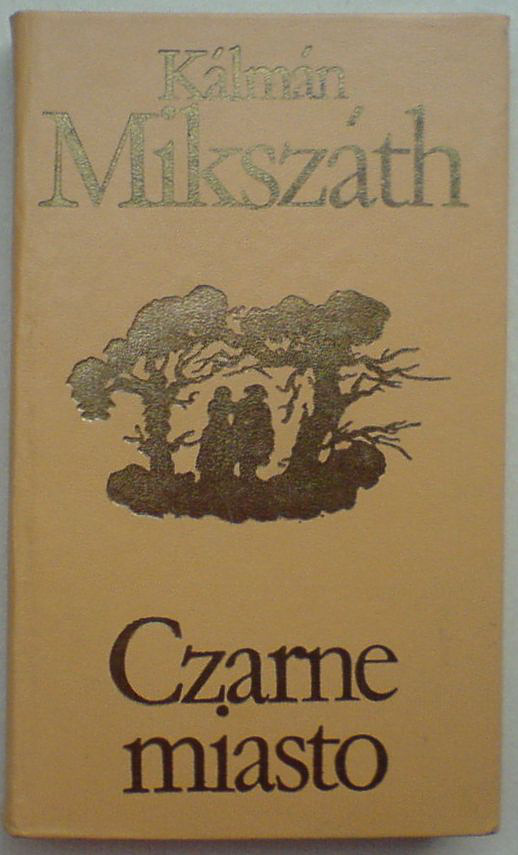 Kálmán
Mikszáth
Czarne
miasto